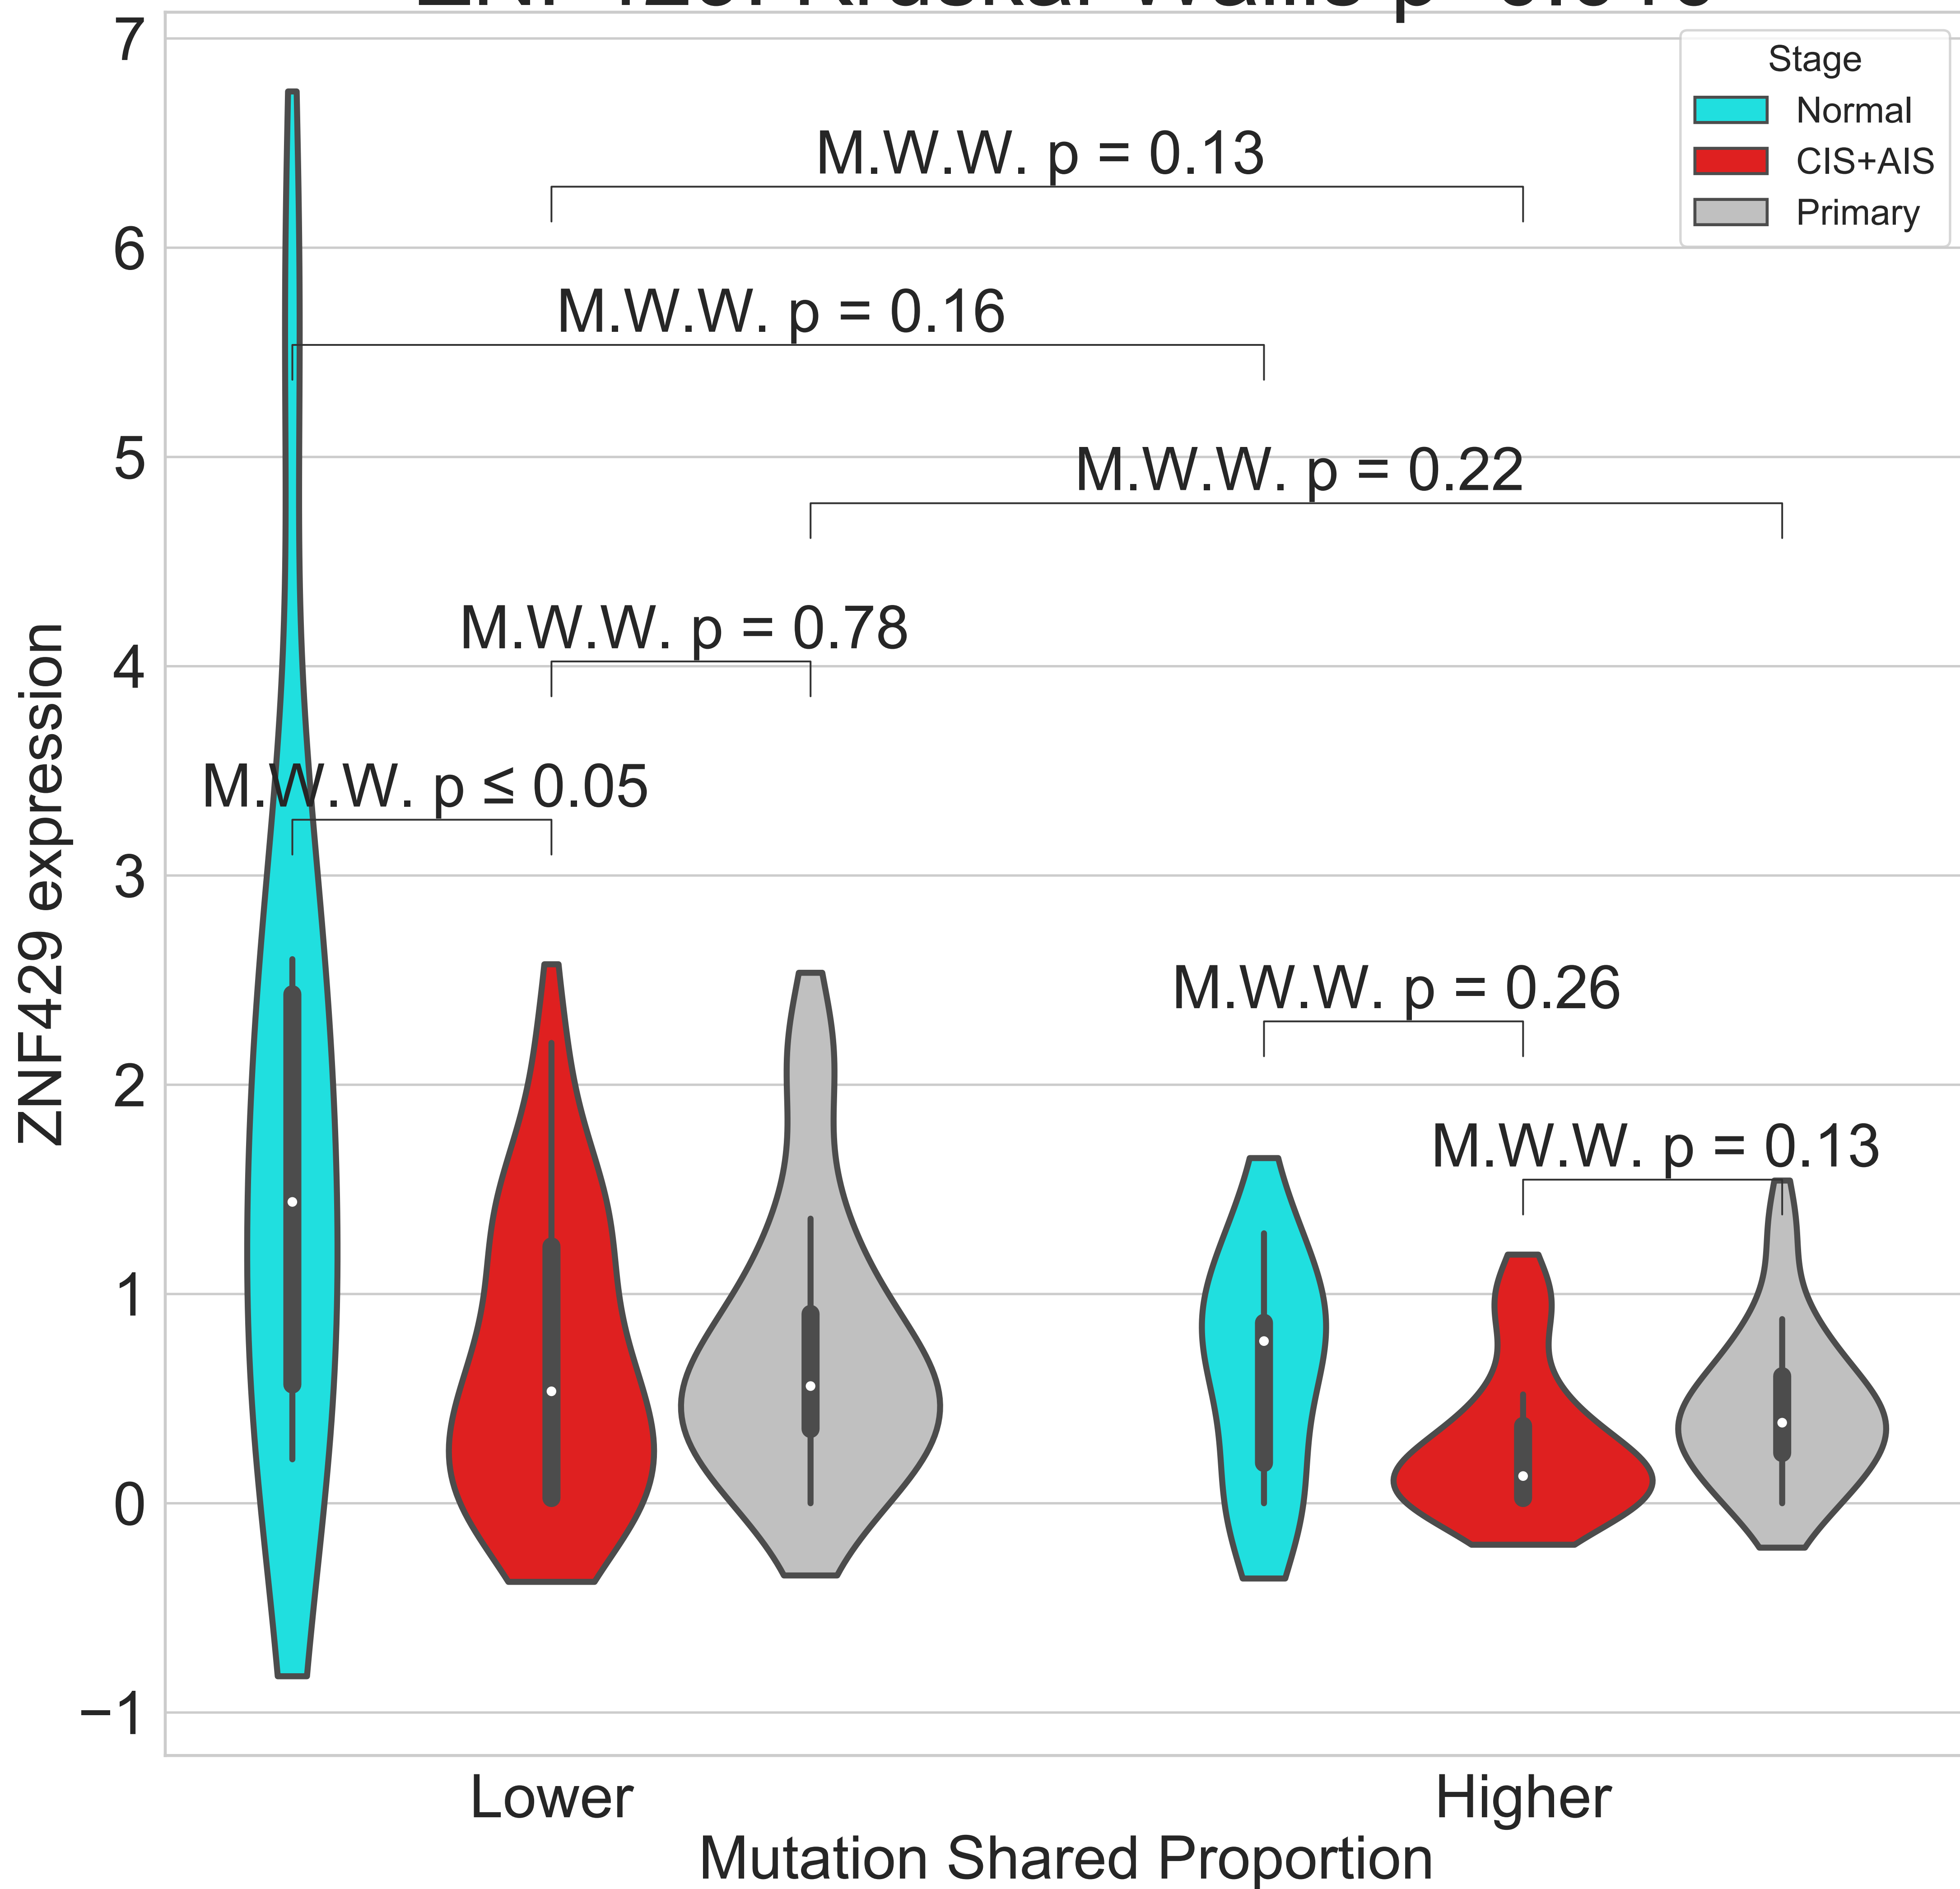 Stage
Normal
CIS+AIS
Primary
M.W.W. p = 0.13
M.W.W. p = 0.16
M.W.W. p = 0.22
M.W.W. p = 0.78
M.W.W. p ≤ 0.05
M.W.W. p = 0.26
M.W.W. p = 0.13
7
6
5
4
3
2
1
0
−1
ZNF429 expression
Lower
Higher
Mutation Shared Proportion